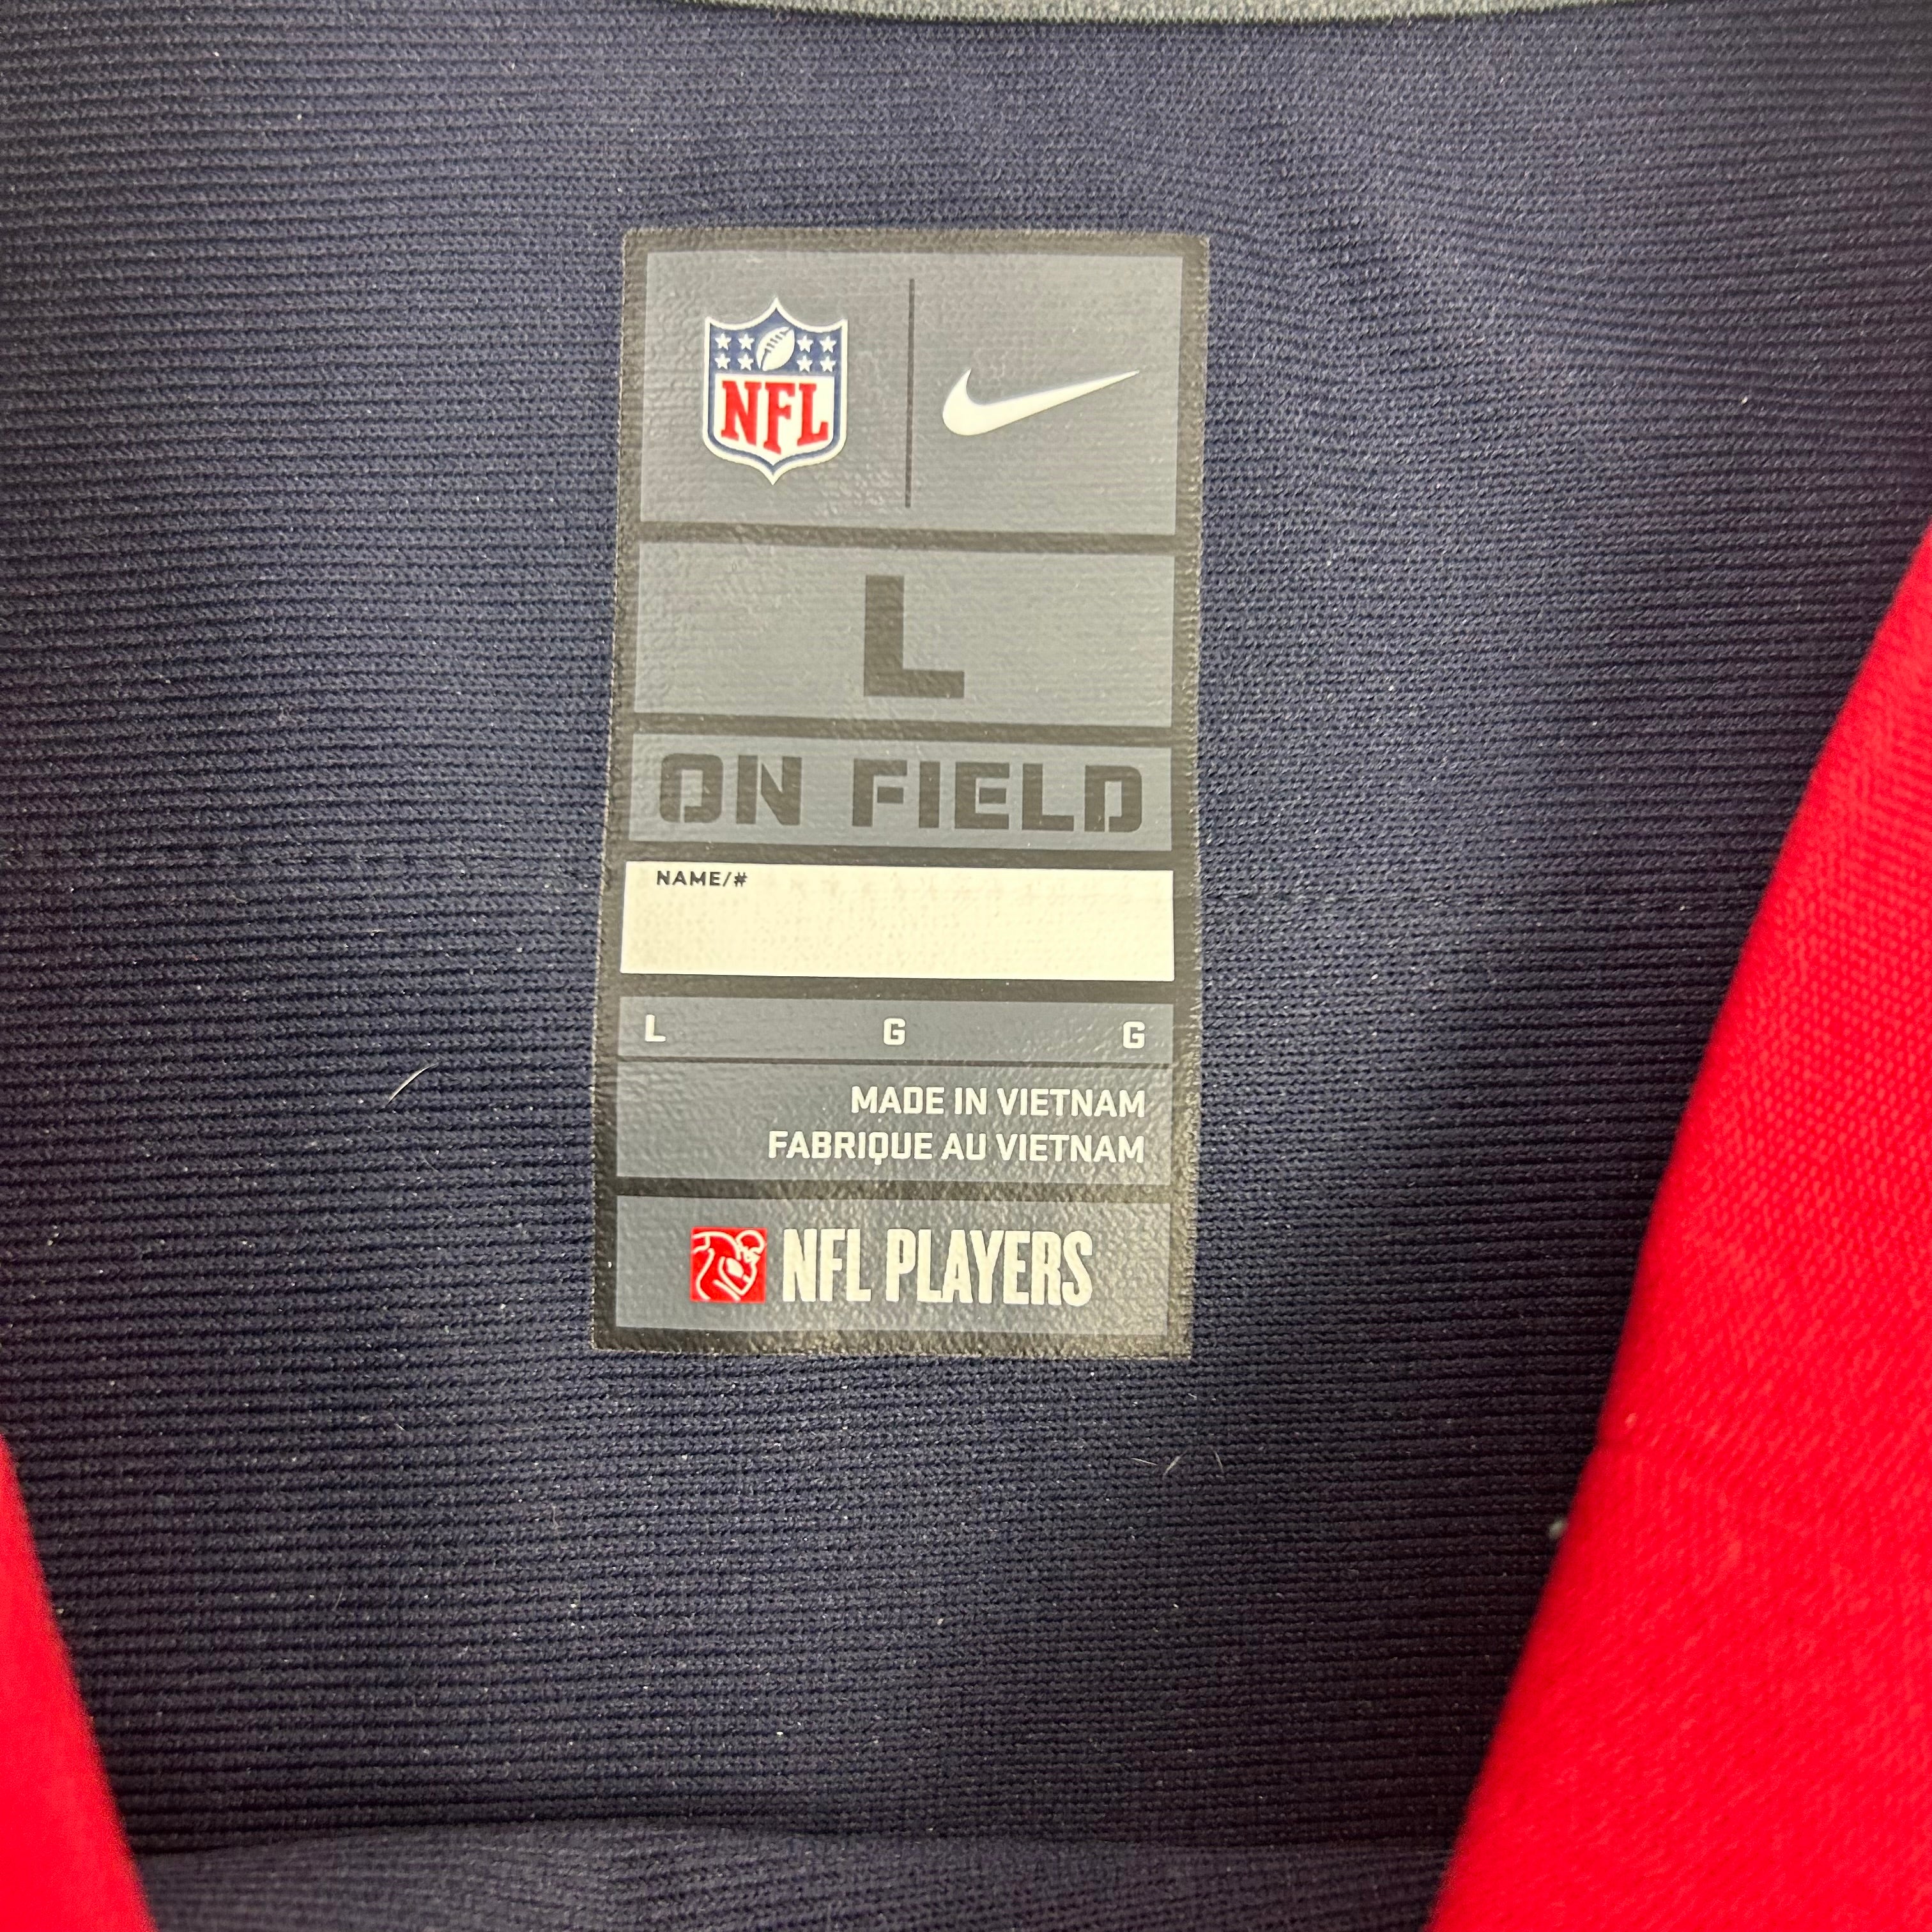 NFL
L
ON FIELD
NAME/#
L G G
MADE IN VIETNAM
FABRIQUE AU VIETNAM
NFL PLAYERS